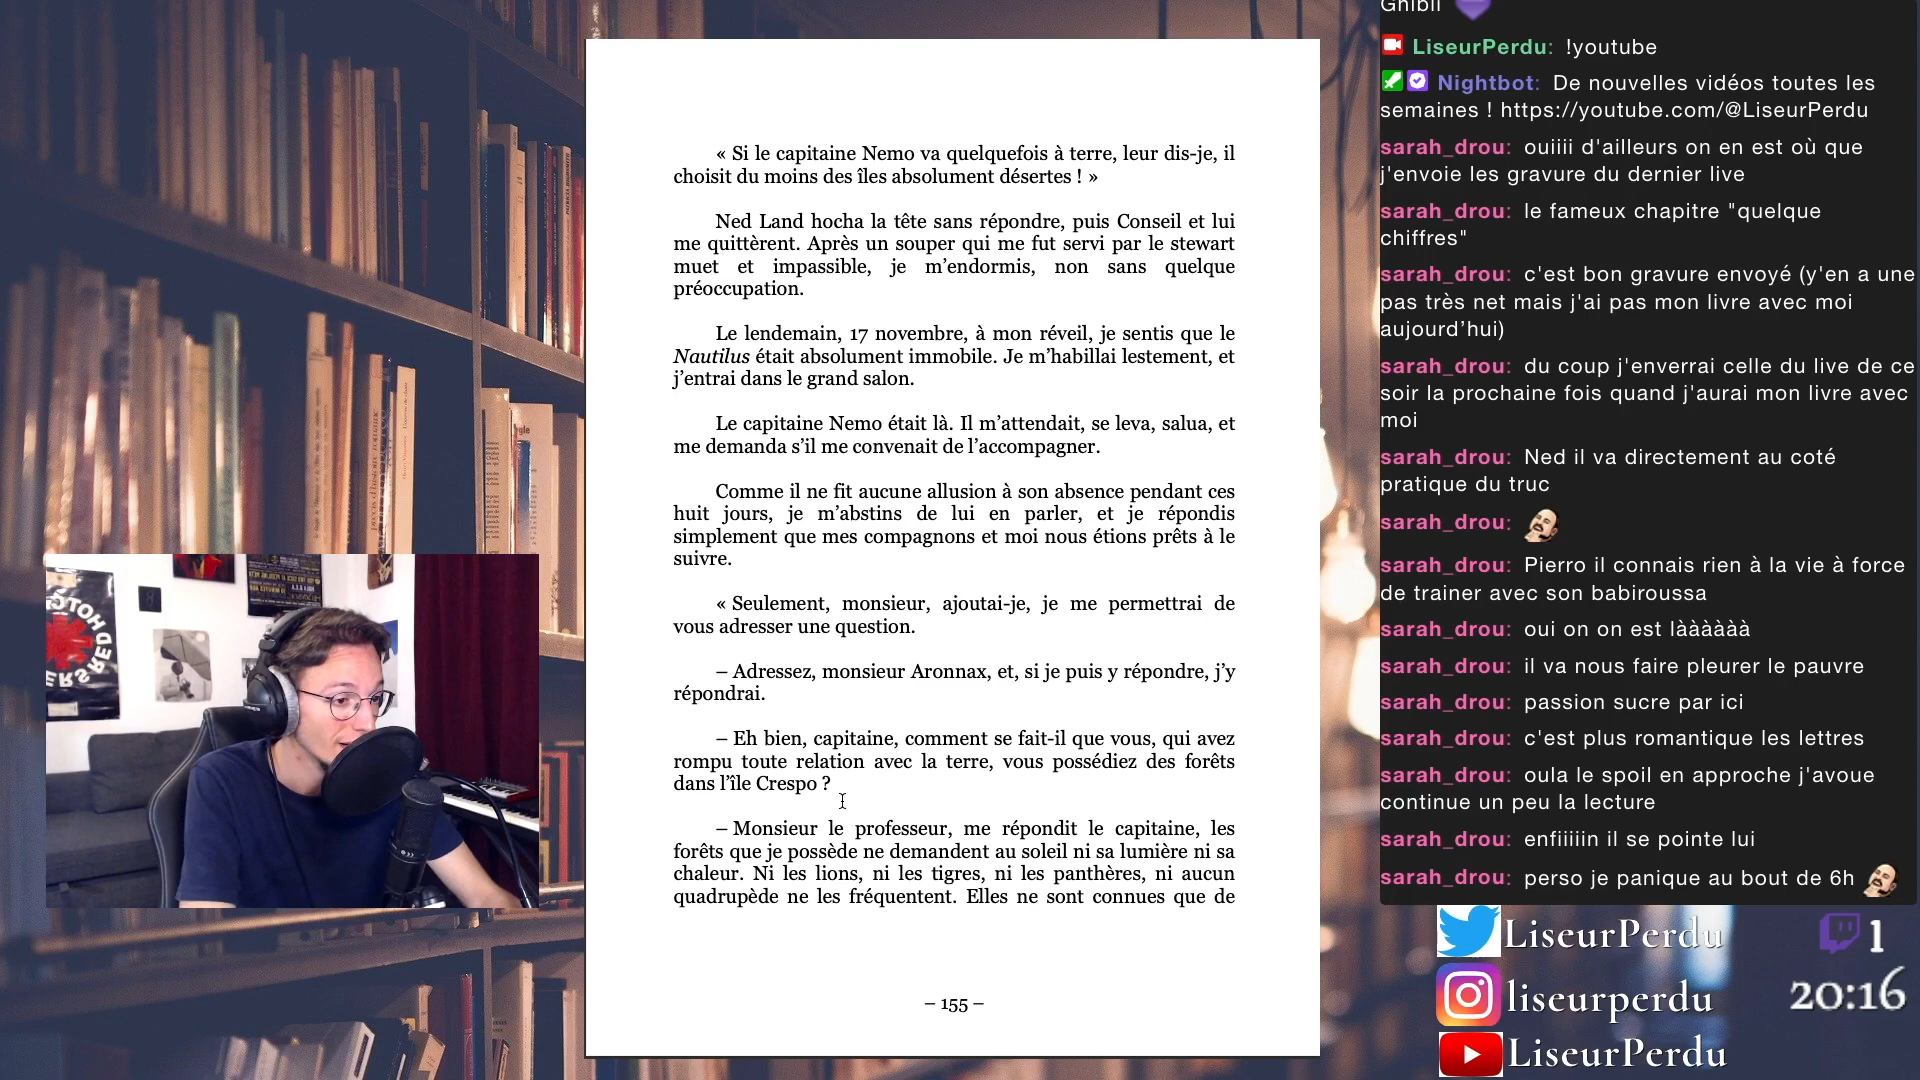 « Si le capitaine Nemo va quelquefois à terre, leur dis-je, il
choisit du moins des îles absolument désertes ! »
Ned Land hocha la tête sans répondre, puis Conseil et lui
me quittèrent. Après un souper qui me fut servi par le stewart
muet et impassible, je m’endormis, non sans quelque
préoccupation.
Le lendemain, 17 novembre, à mon réveil, je sentis que le
Nautilus était absolument immobile. Je m’habillai lestement, et
j’entrai dans le grand salon.
Le capitaine Nemo était là. Il m’attendait, se leva, salua, et
me demanda s’il me convenait de l’accompagner.
Comme il ne fit aucune allusion à son absence pendant ces
huit jours, je m’abstins de lui en parler, et je répondis
simplement que mes compagnons et moi nous étions prêts à le
suivre.
« Seulement, monsieur, ajoutai-je, je me permettrai de
vous adresser une question.
– Adressez, monsieur Aronnax, et, si je puis y répondre, j’y
répondrai.
– Eh bien, capitaine, comment se fait-il que vous, qui avez
rompu toute relation avec la terre, vous possédiez des forêts
dans l’île Crespo ?
– Monsieur le professeur, me répondit le capitaine, les
forêts que je possède ne demandent au soleil ni sa lumière ni sa
chaleur. Ni les lions, ni les tigres, ni les panthères, ni aucun
quadrupède ne les fréquentent. Elles ne sont connues que de
– 155 –
Ghibli
LiseurPerdu: !youtube
Nightbot: De nouvelles vidéos toutes les
semaines ! https://youtube.com/@LiseurPerdu
sarah_drou: ouiiii d'ailleurs on en est où que
j'envoie les gravure du dernier live
sarah_drou: le fameux chapitre "quelque
chiffres"
sarah_drou: c'est bon gravure envoyé (y'en a une
pas très net mais j'ai pas mon livre avec moi
aujourd’hui)
sarah_drou: du coup j'enverrai celle du live de ce
soir la prochaine fois quand j'aurai mon livre avec
moi
sarah_drou: Ned il va directement au coté
pratique du truc
sarah_drou:
sarah_drou: Pierro il connais rien à la vie à force
de trainer avec son babiroussa
sarah_drou: oui on on est lààààààà
sarah_drou: il va nous faire pleurer le pauvre
sarah_drou: passion sucre par ici
sarah_drou: c'est plus romantique les lettres
sarah_drou: oula le spoil en approche j'avoue
continue un peu la lecture
sarah_drou: enfiiiiin il se pointe lui
sarah_drou: perso je panique au bout de 6h
LiseurPerdu
1
liseurperdu
20:16
LiseurPerdu